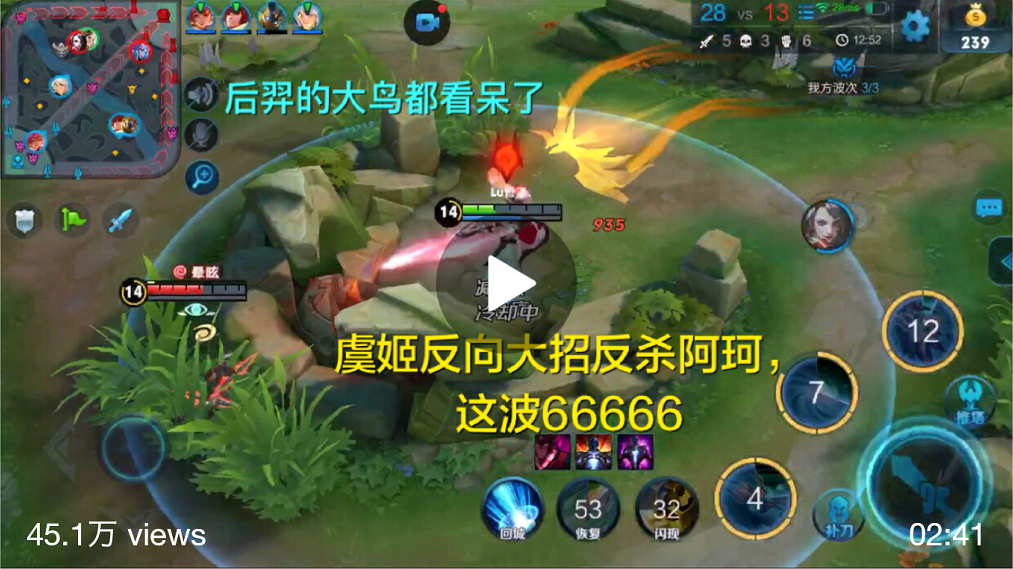 28 vs 13 28ms
5 3 6 12:52
5
239
我方波次 3/3
后羿的大鸟都看呆了
14
935
晕眩
14
冷却中
虞姬反向大招反杀阿珂，
这波66666
12
7
推塔
4
53
32
回城
恢复
闪现
补刀
45.1万 views
02:41